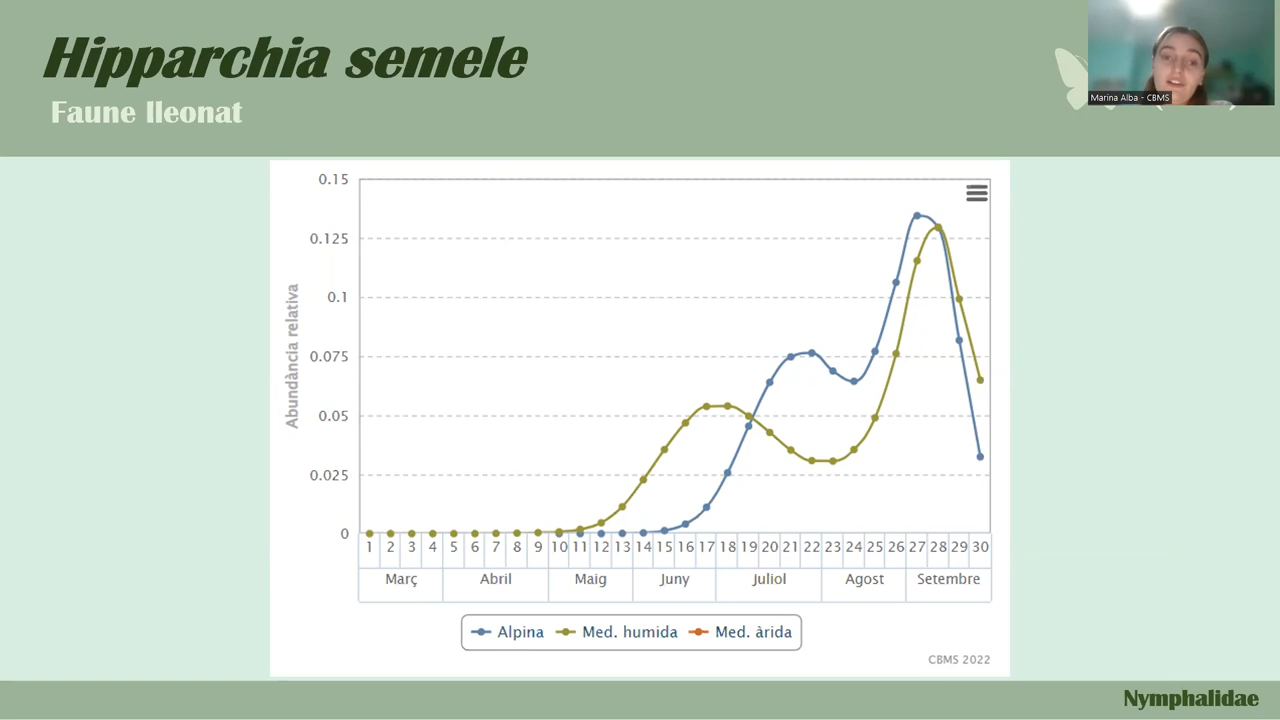 Hipparchia semele
Faune lleonat
Marina Alba - CBMS
0.15
0.125
0.1
0.075
0.05
0.025
0
Abundància relativa
1 2 3 4 5 6 7 8 9 10 11 12 13 14 15 16 17 18 19 20 21 22 23 24 25 26 27 28 29 30
Març Abril Maig Juny Juliol Agost Setembre
Alpina Med. humida Med. àrida
CBMS 2022
Nymphalidae